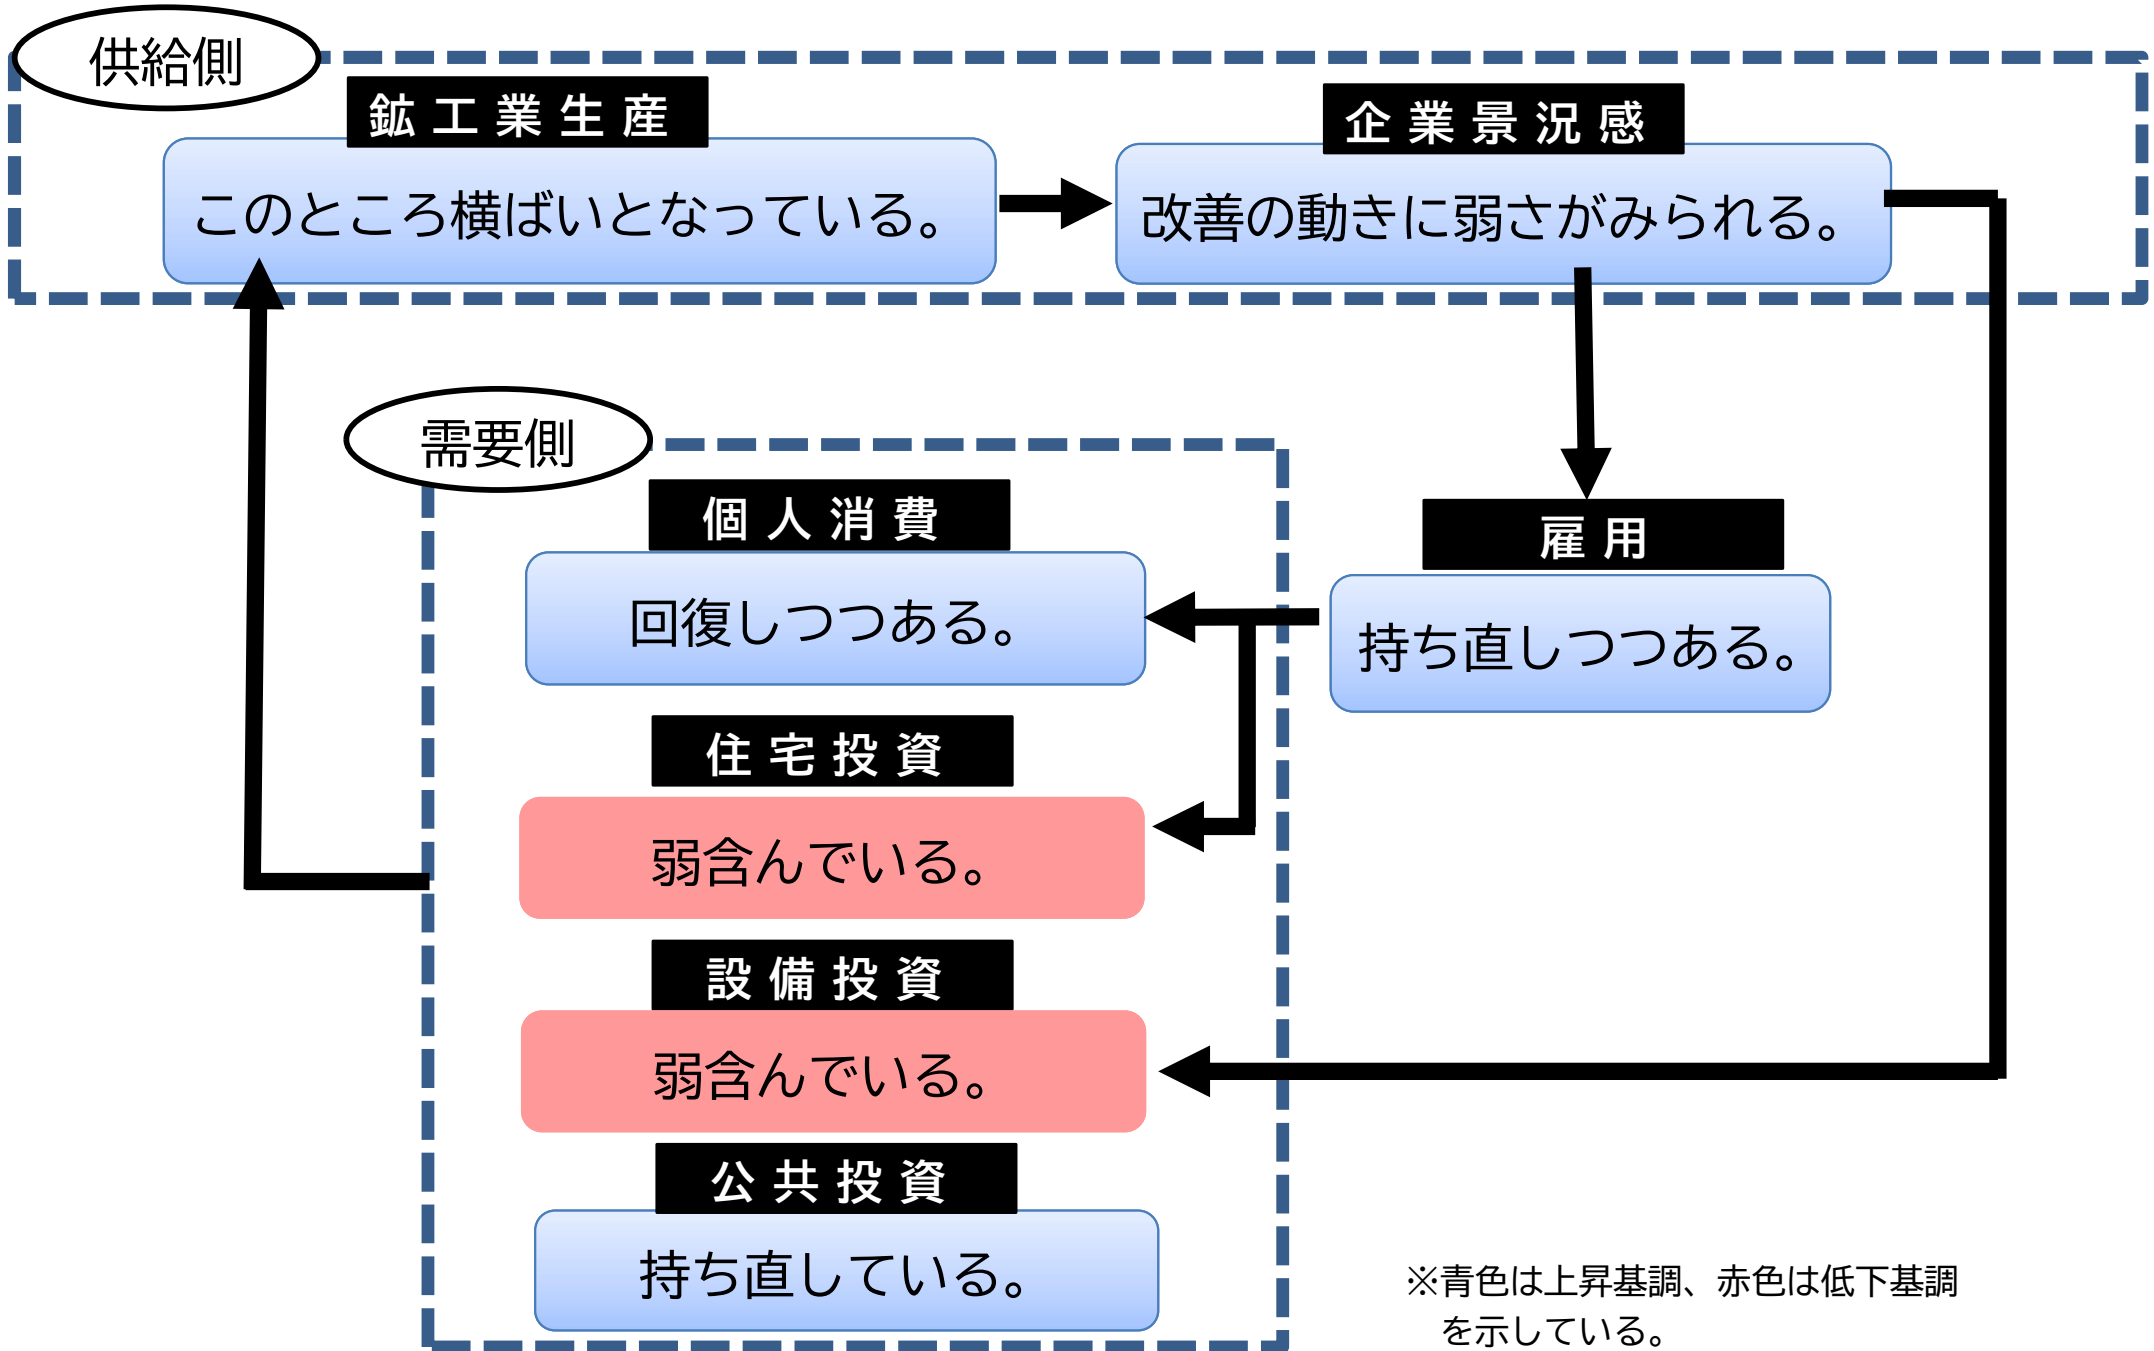 供給側
鉱工業生産
このところ横ばいとなっている。
企業景況感
改善の動きに弱さがみられる。
需要側
個人消費
回復しつつある。
雇用
持ち直しつつある。
住宅投資
弱含んでいる。
設備投資
弱含んでいる。
公共投資
持ち直している。
※青色は上昇基調、赤色は低下基調
を示している。